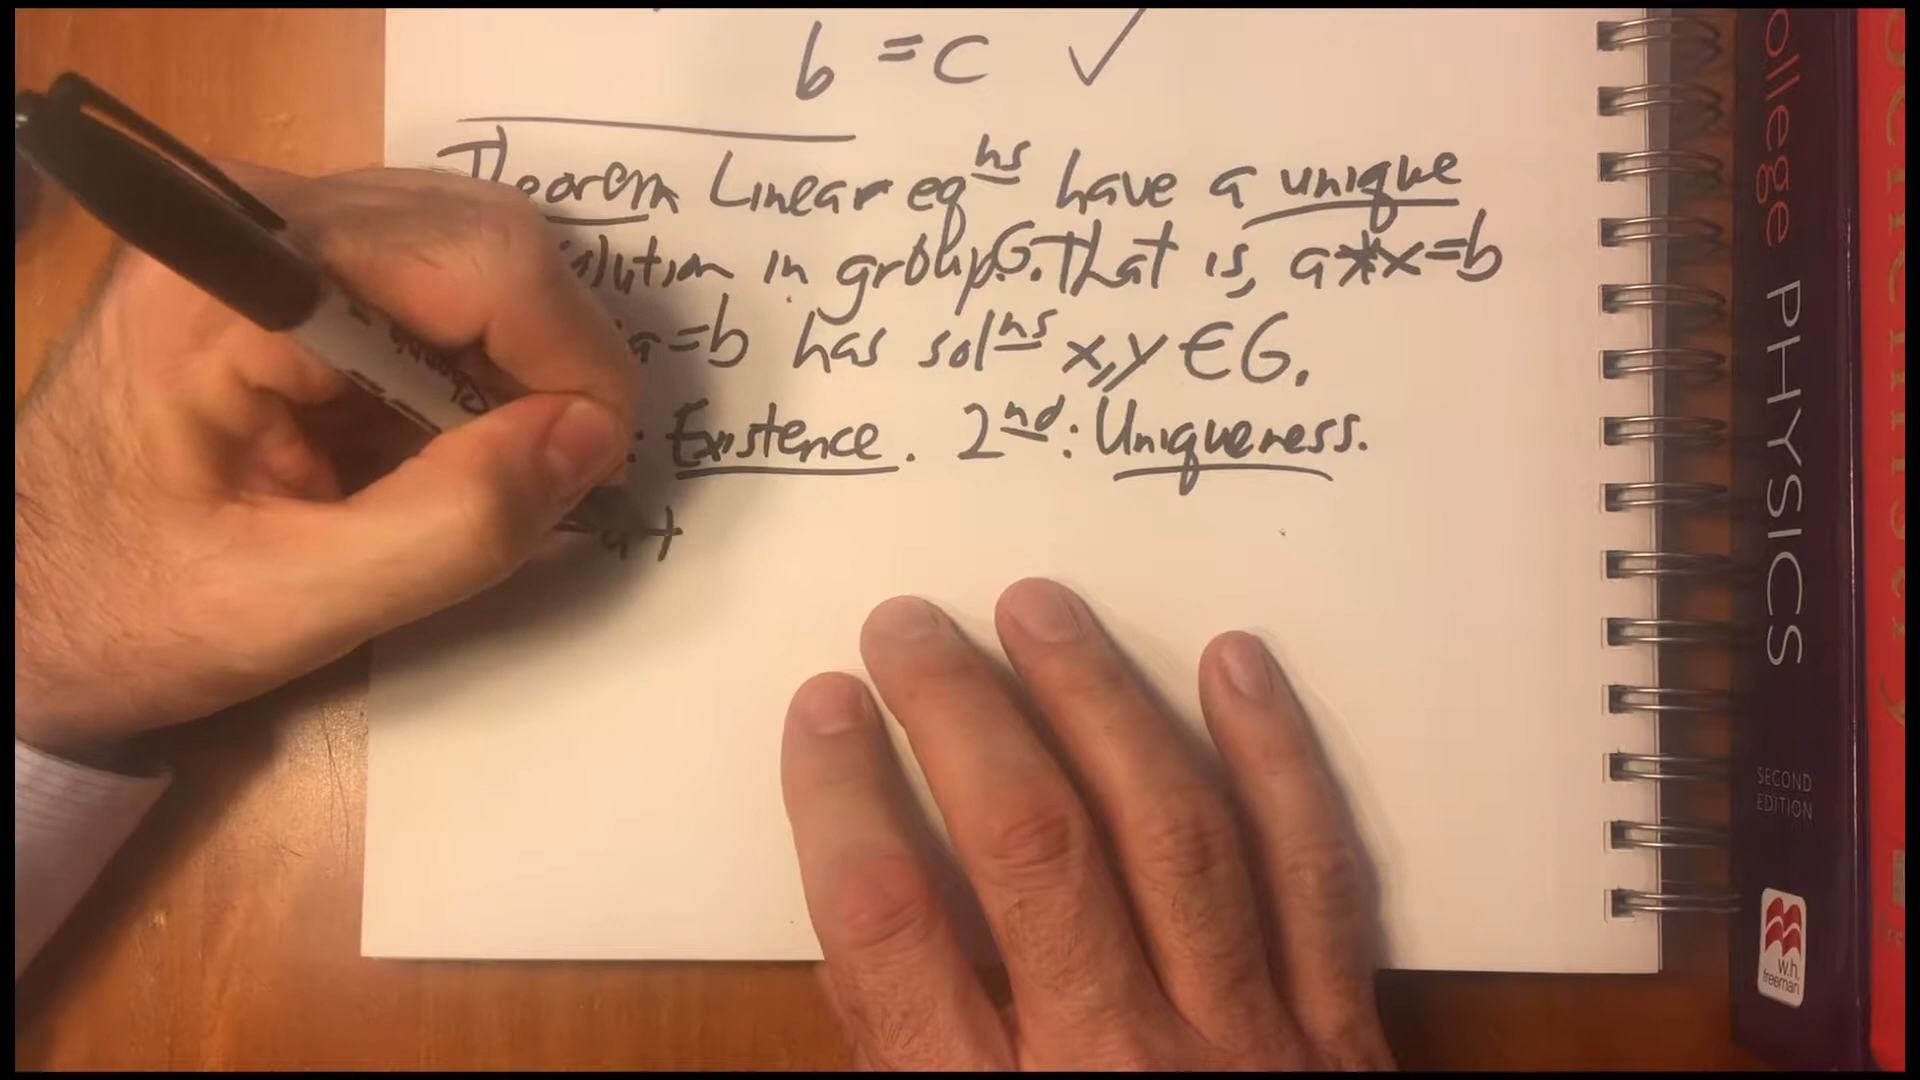 b = c ✓
Theorem Linear eqns have a unique
solution in group G. That is, a*x=b
a=b has solns x,y ∈ G.
: Existence. 2nd: Uniqueness.
ollege PHYSICS
SECOND
EDITION
w.h.
freeman